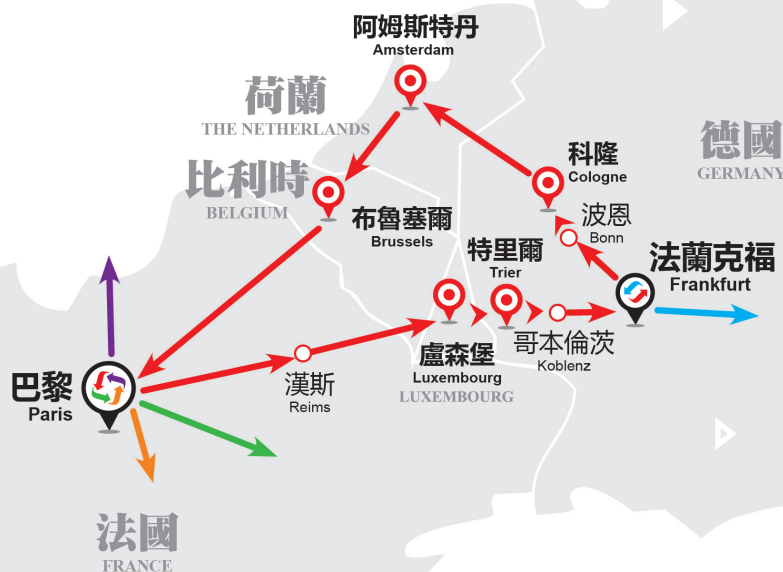 阿姆斯特丹
Amsterdam
荷蘭
THE NETHERLANDS
德國
GERMANY
科隆
Cologne
比利時
BELGIUM
布魯塞爾
Brussels
波恩
Bonn
特里爾
Trier
法蘭克福
Frankfurt
盧森堡
Luxembourg
LUXEMBOURG
哥本倫茨
Koblenz
巴黎
Paris
漢斯
Reims
法國
FRANCE